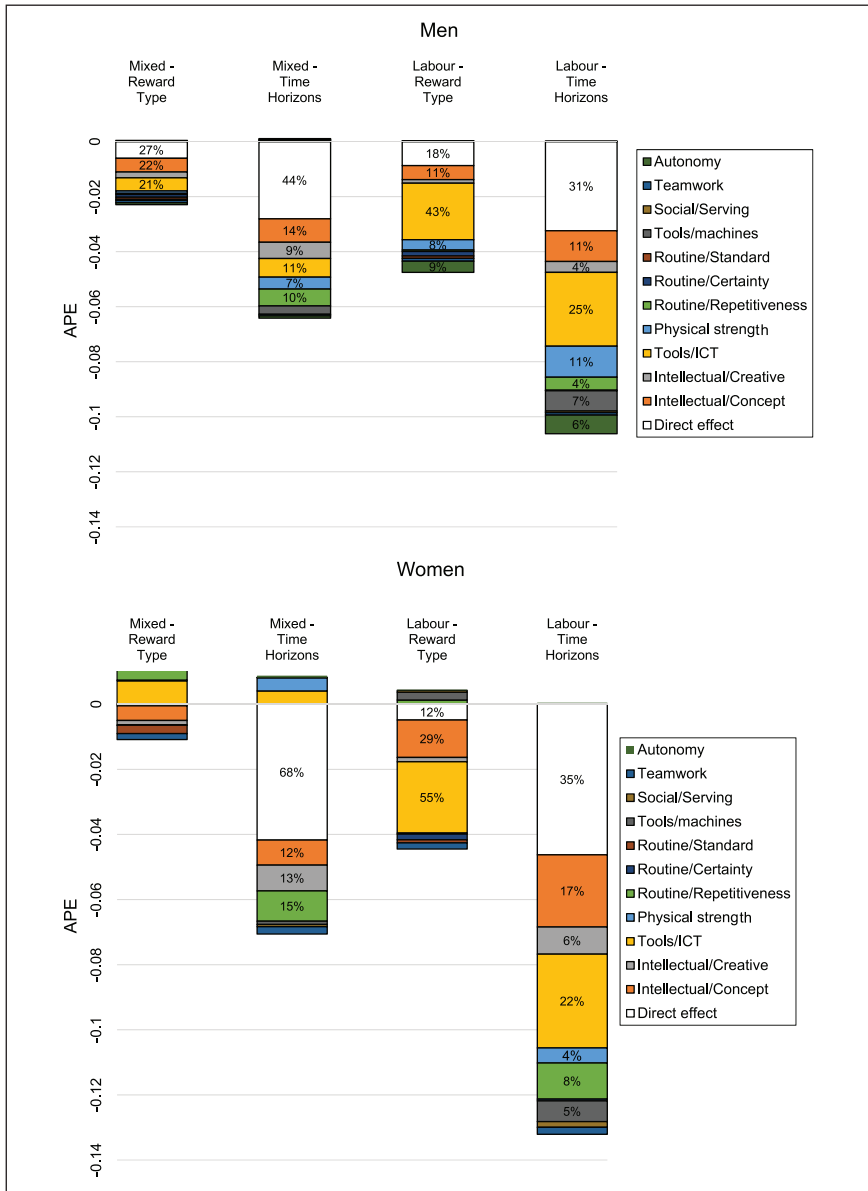 Men
Mixed -
Reward
Type
Mixed -
Time
Horizons
Labour -
Reward
Type
Labour -
Time
Horizons
0
-0.02
-0.04
-0.06
-0.08
-0.1
-0.12
-0.14
APE
27%
22%
21%
44%
14%
9%
11%
7%
10%
18%
11%
43%
8%
9%
31%
11%
4%
25%
11%
4%
7%
6%
Autonomy
Teamwork
Social/Serving
Tools/machines
Routine/Standard
Routine/Certainty
Routine/Repetitiveness
Physical strength
Tools/ICT
Intellectual/Creative
Intellectual/Concept
Direct effect
Women
Mixed -
Reward
Type
Mixed -
Time
Horizons
Labour -
Reward
Type
Labour -
Time
Horizons
0
-0.02
-0.04
-0.06
-0.08
-0.1
-0.12
-0.14
APE
68%
12%
13%
15%
12%
29%
55%
35%
17%
6%
22%
4%
8%
5%
Autonomy
Teamwork
Social/Serving
Tools/machines
Routine/Standard
Routine/Certainty
Routine/Repetitiveness
Physical strength
Tools/ICT
Intellectual/Creative
Intellectual/Concept
Direct effect